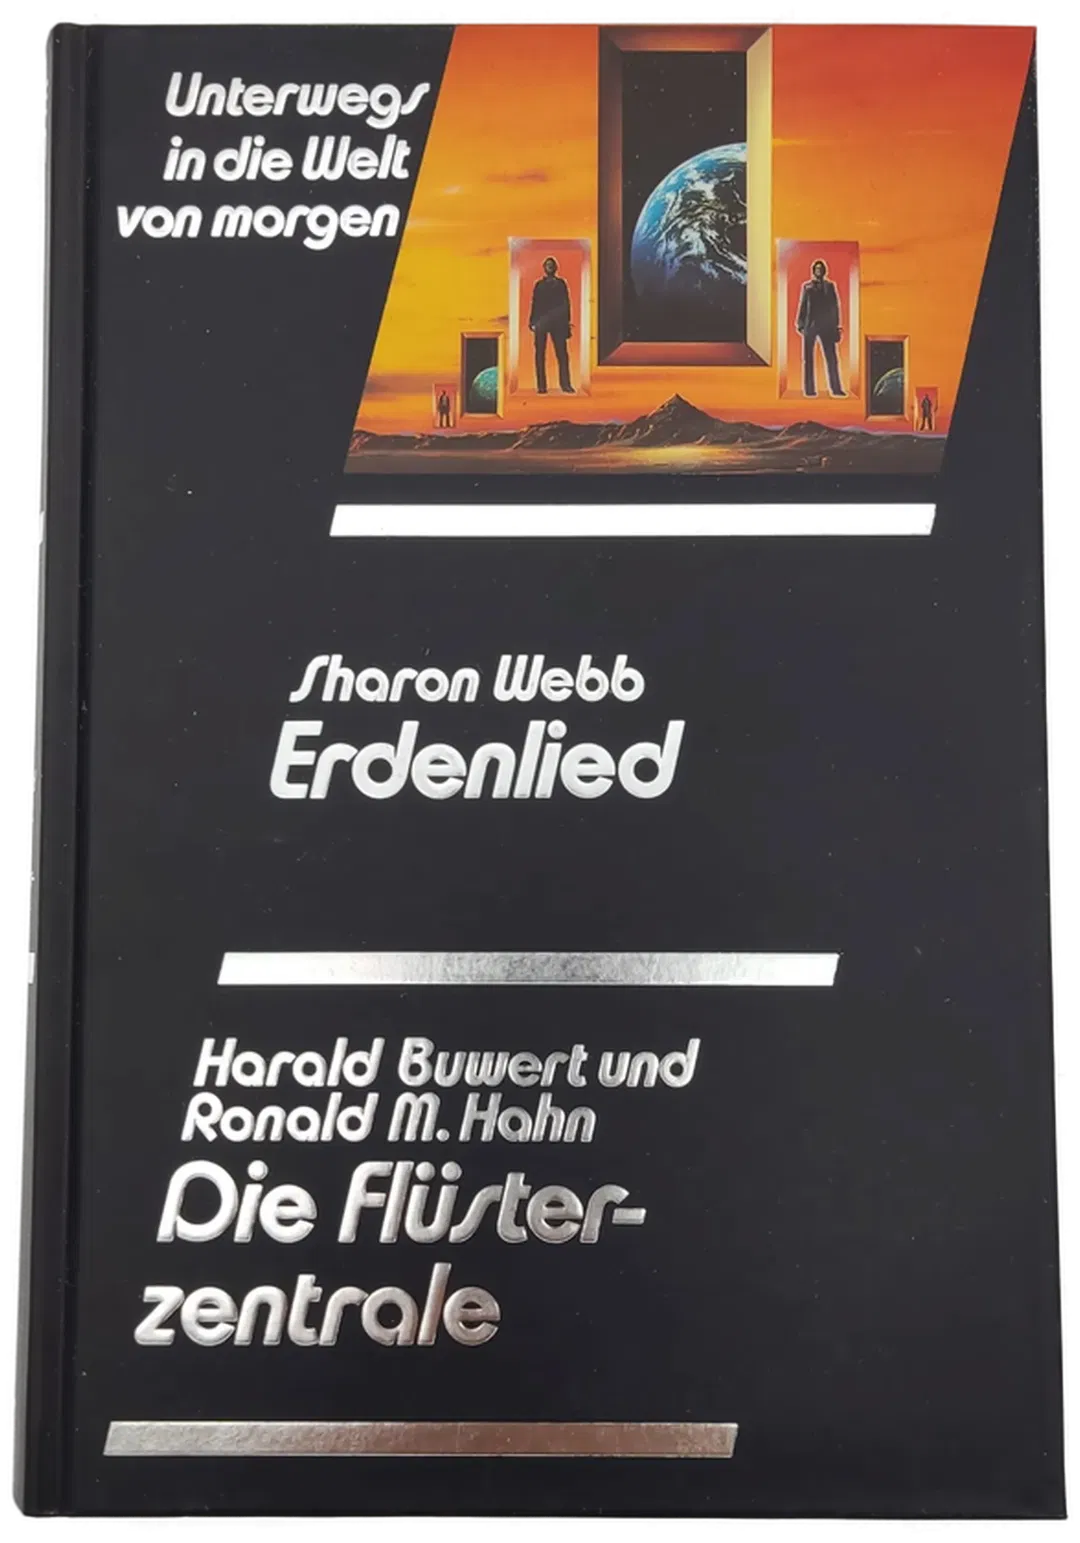 Unterwegs
in die Welt
von morgen
Sharon Webb
Erdenlied
Harald Buwert und
Ronald M. Hahn
Die Flüster-
zentrale